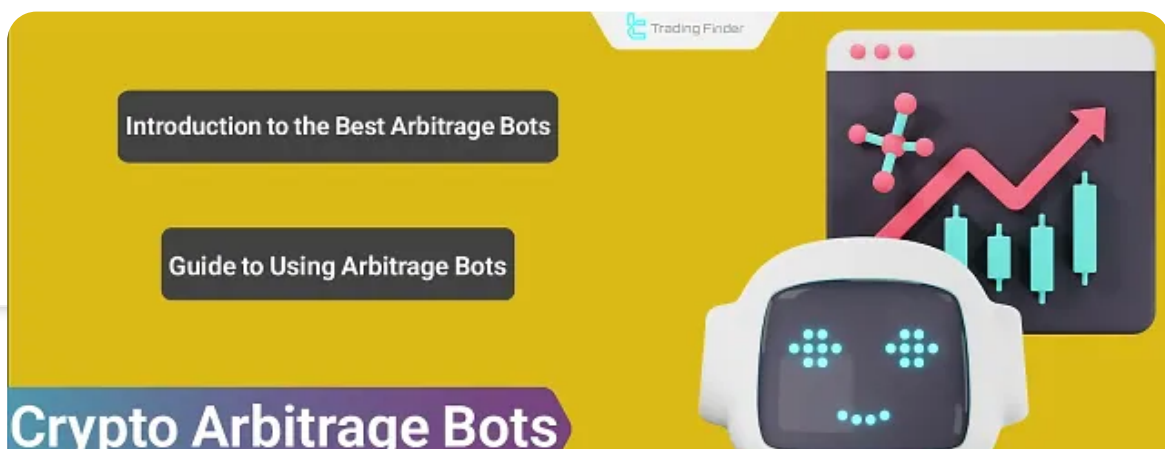 Trading Finder
Introduction to the Best Arbitrage Bots
Guide to Using Arbitrage Bots
Crypto Arbitrage Bots